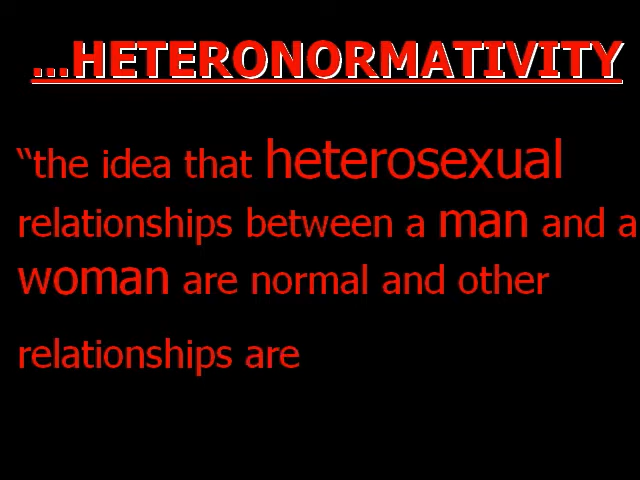 ...HETERONORMATIVITY
“the idea that heterosexual
relationships between a man and a
woman are normal and other
relationships are